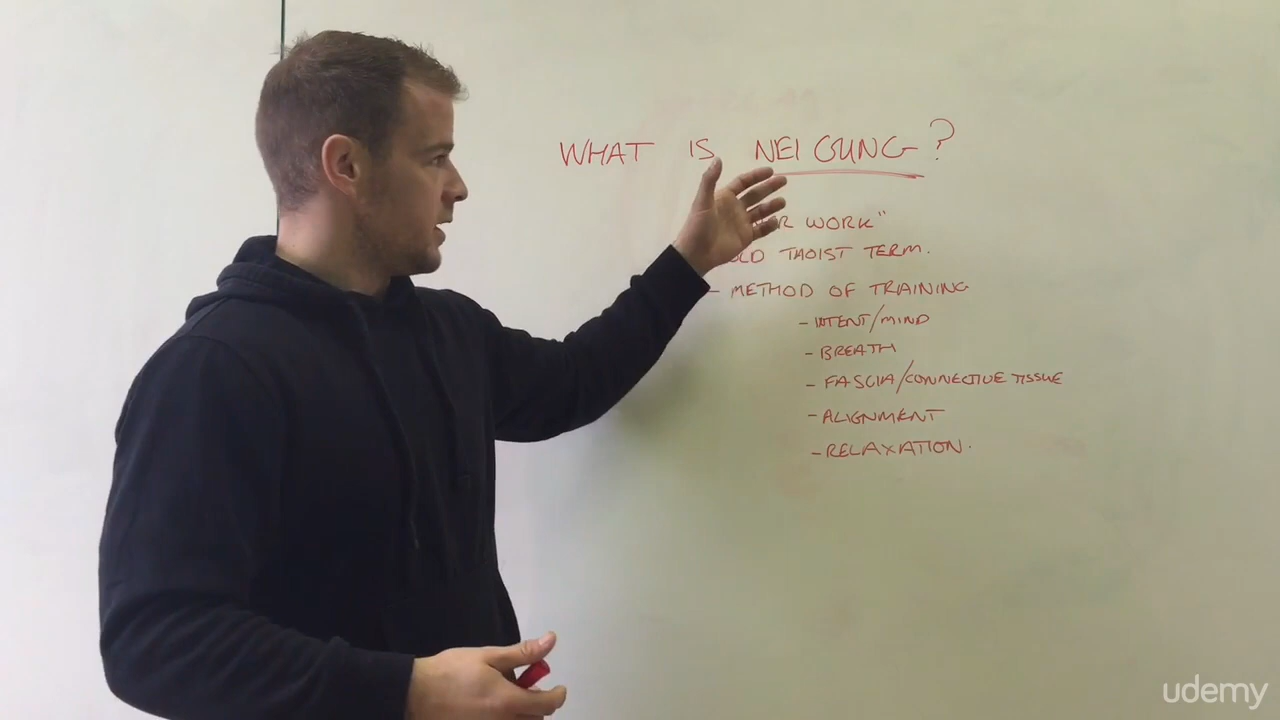 WHAT IS NEI GUNG?
WORK"
OLD TAOIST TERM.
- METHOD OF TRAINING
- INTENT/MIND
- BREATH
- FASCIA/CONNECTIVE TISSUE
- ALIGNMENT
- RELAXATION.
udemy